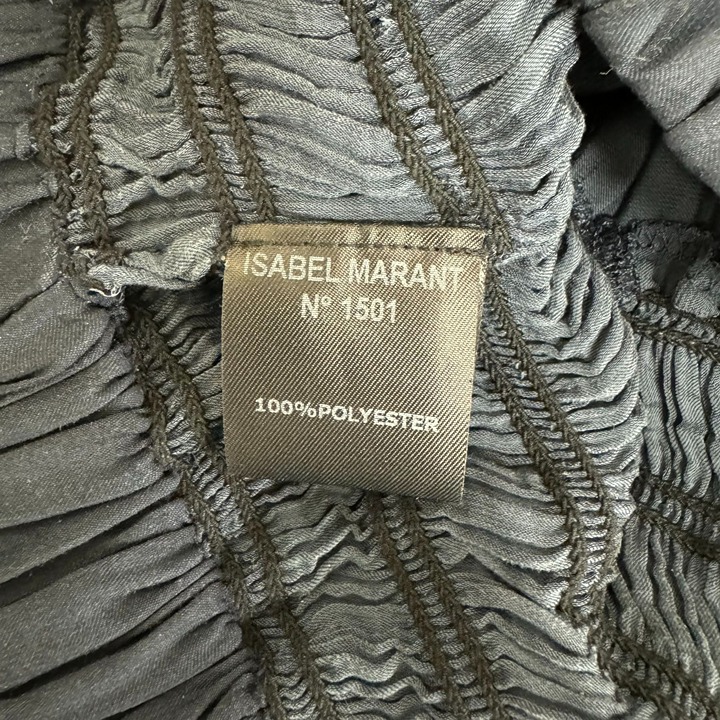 ISABEL MARANT
N° 1501
100%POLYESTER